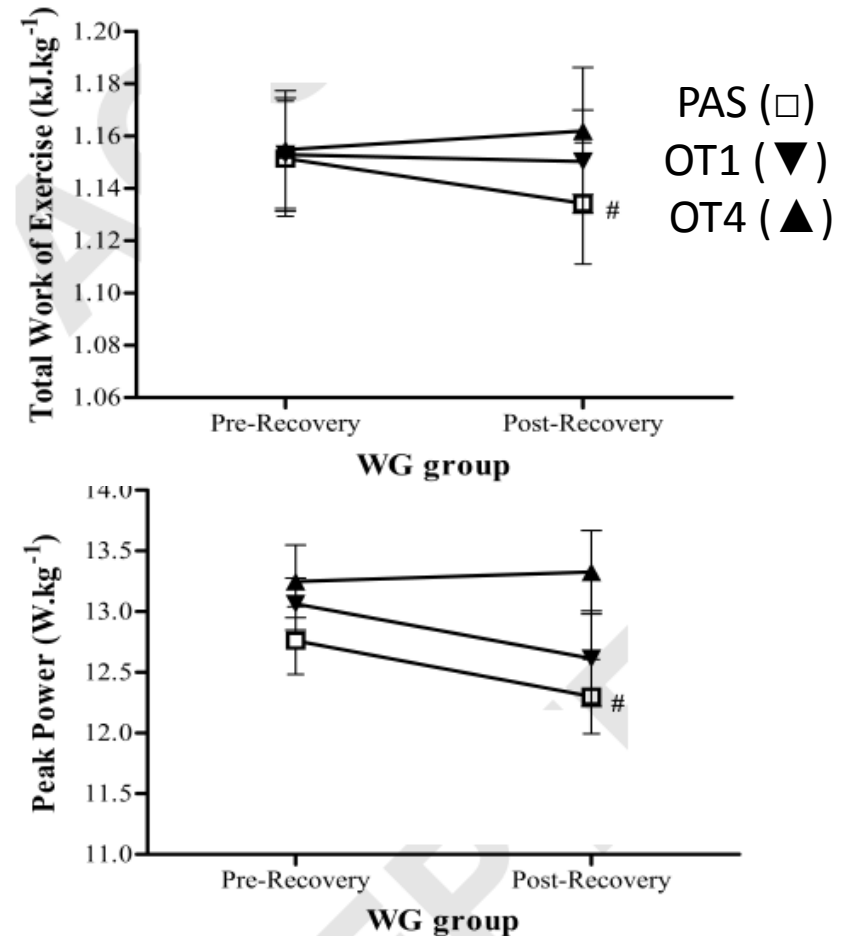 Total Work of Exercise (kJ.kg⁻¹)
1.20
1.18
1.16
1.14
1.12
1.10
1.08
1.06
Pre-Recovery Post-Recovery
WG group
#
PAS (□)
OT1 (▼)
OT4 (▲)
Peak Power (W.kg⁻¹)
14.0
13.5
13.0
12.5
12.0
11.5
11.0
Pre-Recovery Post-Recovery
WG group
#